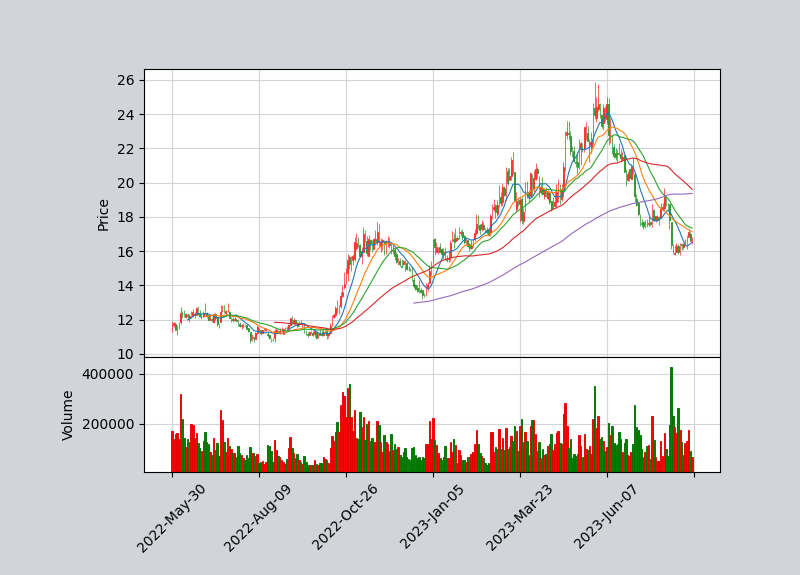 26
24
22
20
18
16
14
12
10
Price
400000
200000
Volume
2022-May-30
2022-Aug-09
2022-Oct-26
2023-Jan-05
2023-Mar-23
2023-Jun-07